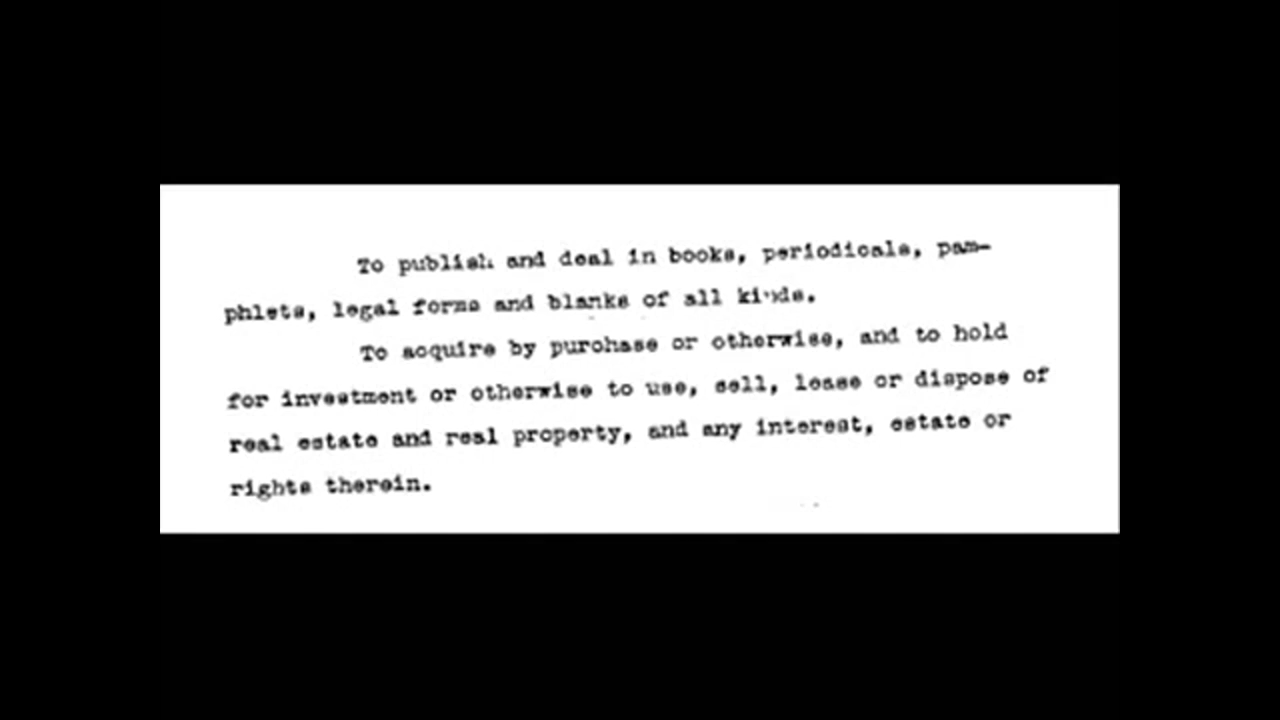 To publish and deal in books, periodicals, pam-
phlets, legal forms and blanks of all kinds.
To acquire by purchase or otherwise, and to hold
for investment or otherwise to use, sell, lease or dispose of
real estate and real property, and any interest, estate or
rights therein.